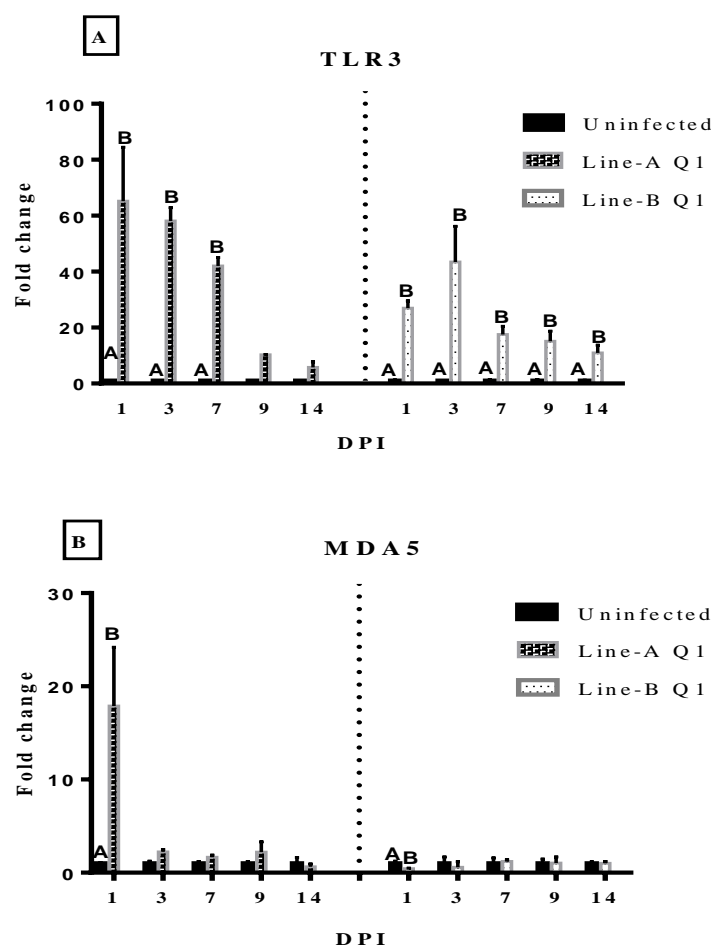 A
TLR3
100
80
60
40
20
0
Fold change
Uninfected
Line-A Q1
Line-B Q1
B B B B B B B B
A A A A A A A A
1 3 7 9 14 1 3 7 9 14
DPI
B
MDA5
30
20
10
0
Fold change
Uninfected
Line-A Q1
Line-B Q1
B
A A B
1 3 7 9 14 1 3 7 9 14
DPI